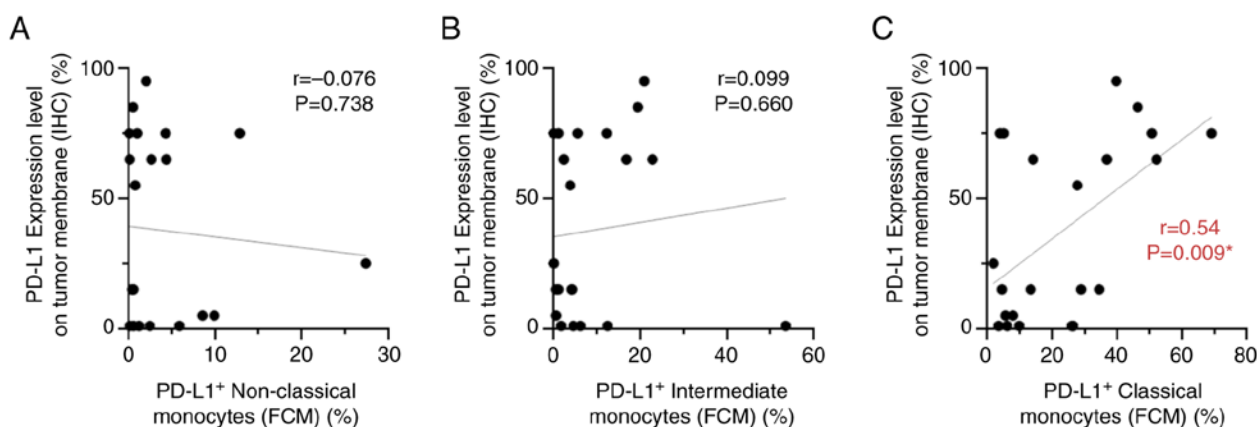 A
PD-L1 Expression level
on tumor membrane (IHC) (%)
100
50
0
r=−0.076
P=0.738
0
10
20
30
PD-L1+ Non-classical
monocytes (FCM) (%)
B
PD-L1 Expression level
on tumor membrane (IHC) (%)
100
50
0
r=0.099
P=0.660
0
20
40
60
PD-L1+ Intermediate
monocytes (FCM) (%)
C
PD-L1 Expression level
on tumor membrane (IHC) (%)
100
50
0
r=0.54
P=0.009*
0
20
40
60
80
PD-L1+ Classical
monocytes (FCM) (%)